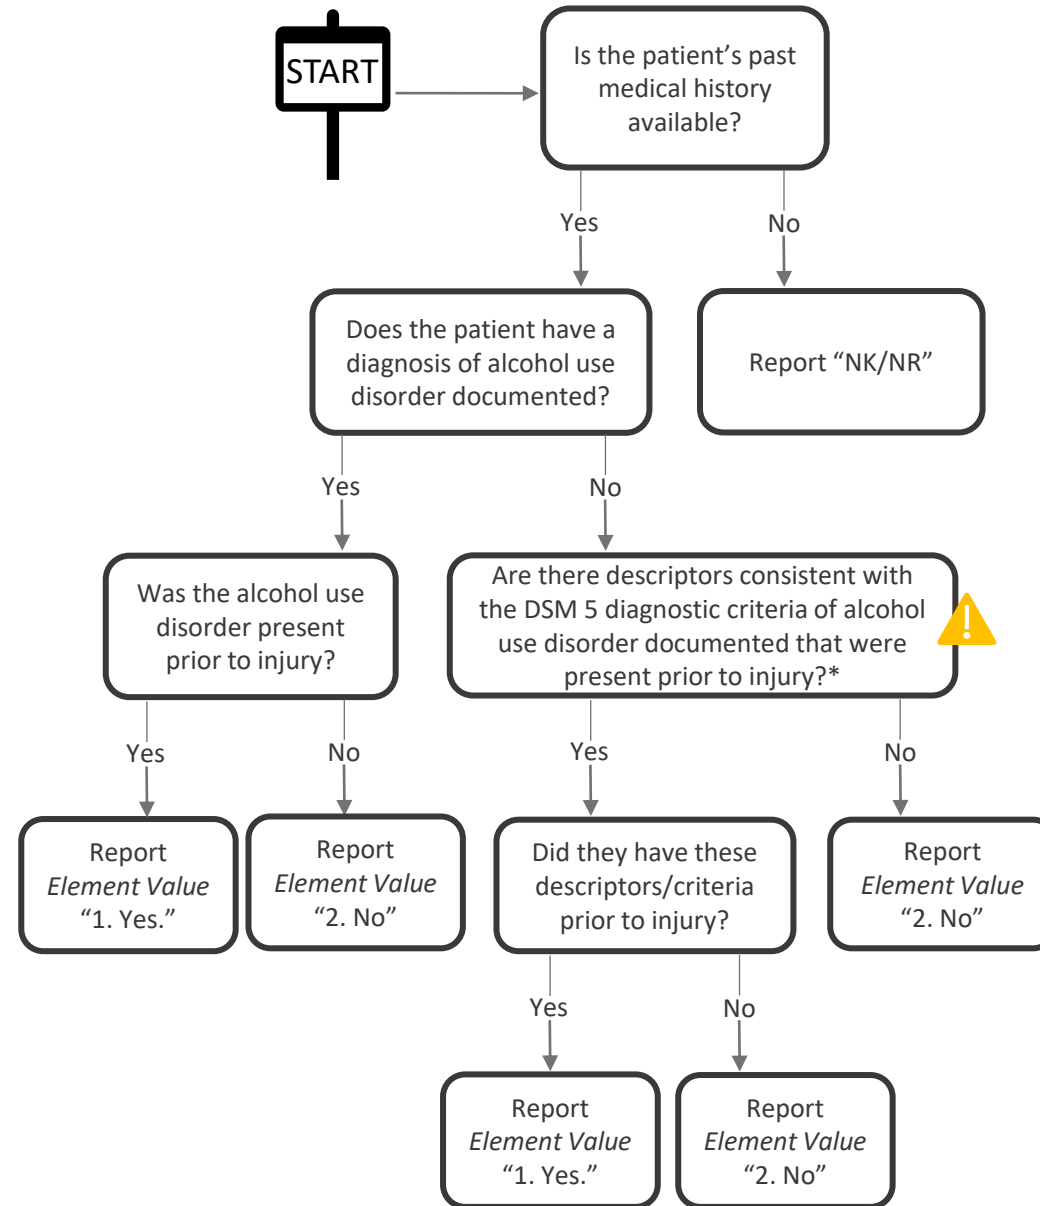 START
Is the patient’s past
medical history
available?
Yes
No
Does the patient have a
diagnosis of alcohol use
disorder documented?
Report “NK/NR”
Yes
No
Was the alcohol use
disorder present
prior to injury?
Are there descriptors consistent with
the DSM 5 diagnostic criteria of alcohol
use disorder documented that were
present prior to injury?*
!
Yes
No
Yes
No
Report
Element Value
“1. Yes.”
Report
Element Value
“2. No”
Did they have these
descriptors/criteria
prior to injury?
Report
Element Value
“2. No”
Yes
No
Report
Element Value
“1. Yes.”
Report
Element Value
“2. No”